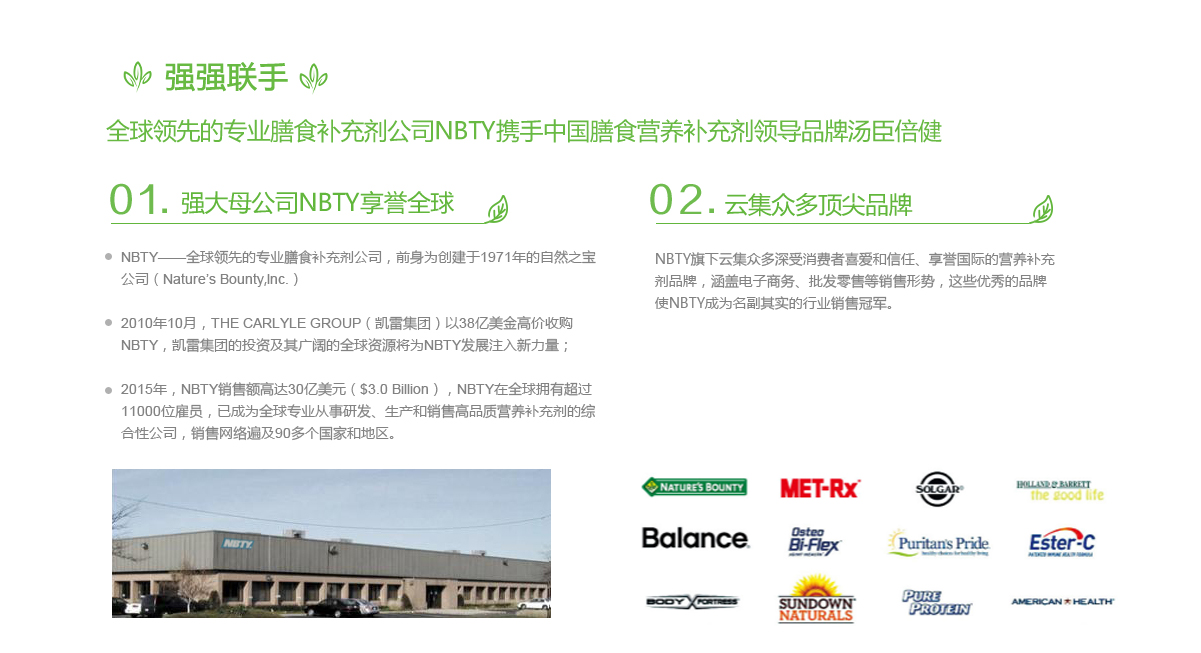 强强联手
全球领先的专业膳食补充剂公司NBTY携手中国膳食营养补充剂领导品牌汤臣倍健
01. 强大母公司NBTY享誉全球
NBTY——全球领先的专业膳食补充剂公司，前身为创建于1971年的自然之宝
公司（Nature's Bounty,Inc.）
2010年10月，THE CARLYLE GROUP（凯雷集团）以38亿美金高价收购
NBTY，凯雷集团的投资及其广阔的全球资源将为NBTY发展注入新力量；
2015年，NBTY销售额高达30亿美元（$3.0 Billion），NBTY在全球拥有超过
11000位雇员，已成为全球专业从事研发、生产和销售高品质营养补充剂的综
合性公司，销售网络遍及90多个国家和地区。
NBTY
02. 云集众多顶尖品牌
NBTY旗下云集众多深受消费者喜爱和信任、享誉国际的营养补充
剂品牌，涵盖电子商务、批发零售等销售形势，这些优秀的品牌
使NBTY成为名副其实的行业销售冠军。
NATURE'S BOUNTY MET-Rx SOLGAR HOLLAND & BARRETT
the good life
Balance Osteo
Bi-Flex Puritan's Pride
healthy choices for healthy living Ester-C
BODY FORTRESS SUNDOWN
NATURALS PURE
PROTEIN AMERICAN HEALTH